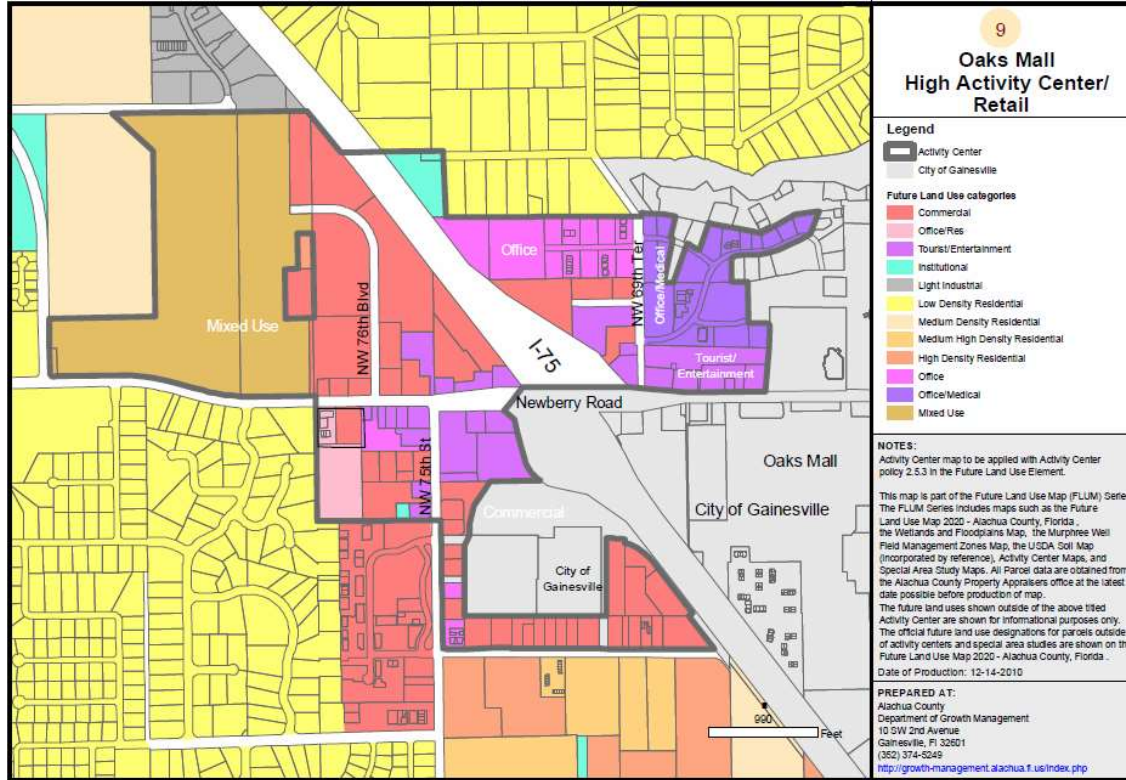 9
Oaks Mall
High Activity Center/
Retail
Legend
Activity Center
City of Gainesville
Future Land Use categories
Commercial
Office/Res
Tourist/Entertainment
Institutional
Light Industrial
Low Density Residential
Medium Density Residential
Medium High Density Residential
High Density Residential
Office
Office/Medical
Mixed Use
NOTES:
Activity Center map to be applied with Activity Center
policy 2.5.3 in the Future Land Use Element.
This map is part of the Future Land Use Map (FLUM) Serie
The FLUM Series includes maps such as the Future
Land Use Map 2020 - Alachua County, Florida ,
the Wetlands and Floodplains Map, the Murphree Well
Field Management Zones Map, the USDA Soil Map
(incorporated by reference), Activity Center Maps, and
Special Area Study Maps. All Parcel data are obtained from
the Alachua County Property Appraisers office at the latest
date possible before production of map.
The future land uses shown outside of the above titled
Activity Center are shown for informational purposes only.
The official future land use designations for parcels outside
of activity centers and special area studies are shown on th
Future Land Use Map 2020 - Alachua County, Florida .
Date of Production: 12-14-2010
PREPARED AT:
Alachua County
Department of Growth Management
10 SW 2nd Avenue
Gainesville, Fl 32601
(352) 374-5249
http://growth-management.alachua.fl.us/index.php
Office
NW 69th Ter
Office/Medical
Mixed Use
NW 76th Blvd
I-75
Tourist/
Entertainment
Newberry Road
NW 75th St
Oaks Mall
Commercial
City of Gainesville
City of
Gainesville
990
Feet